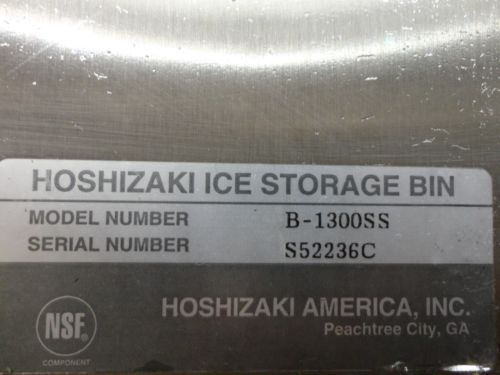 HOSHIZAKI ICE STORAGE BIN
MODEL NUMBER B-1300SS
SERIAL NUMBER S52236C
NSF.
COMPONENT
HOSHIZAKI AMERICA, INC.
Peachtree City, GA